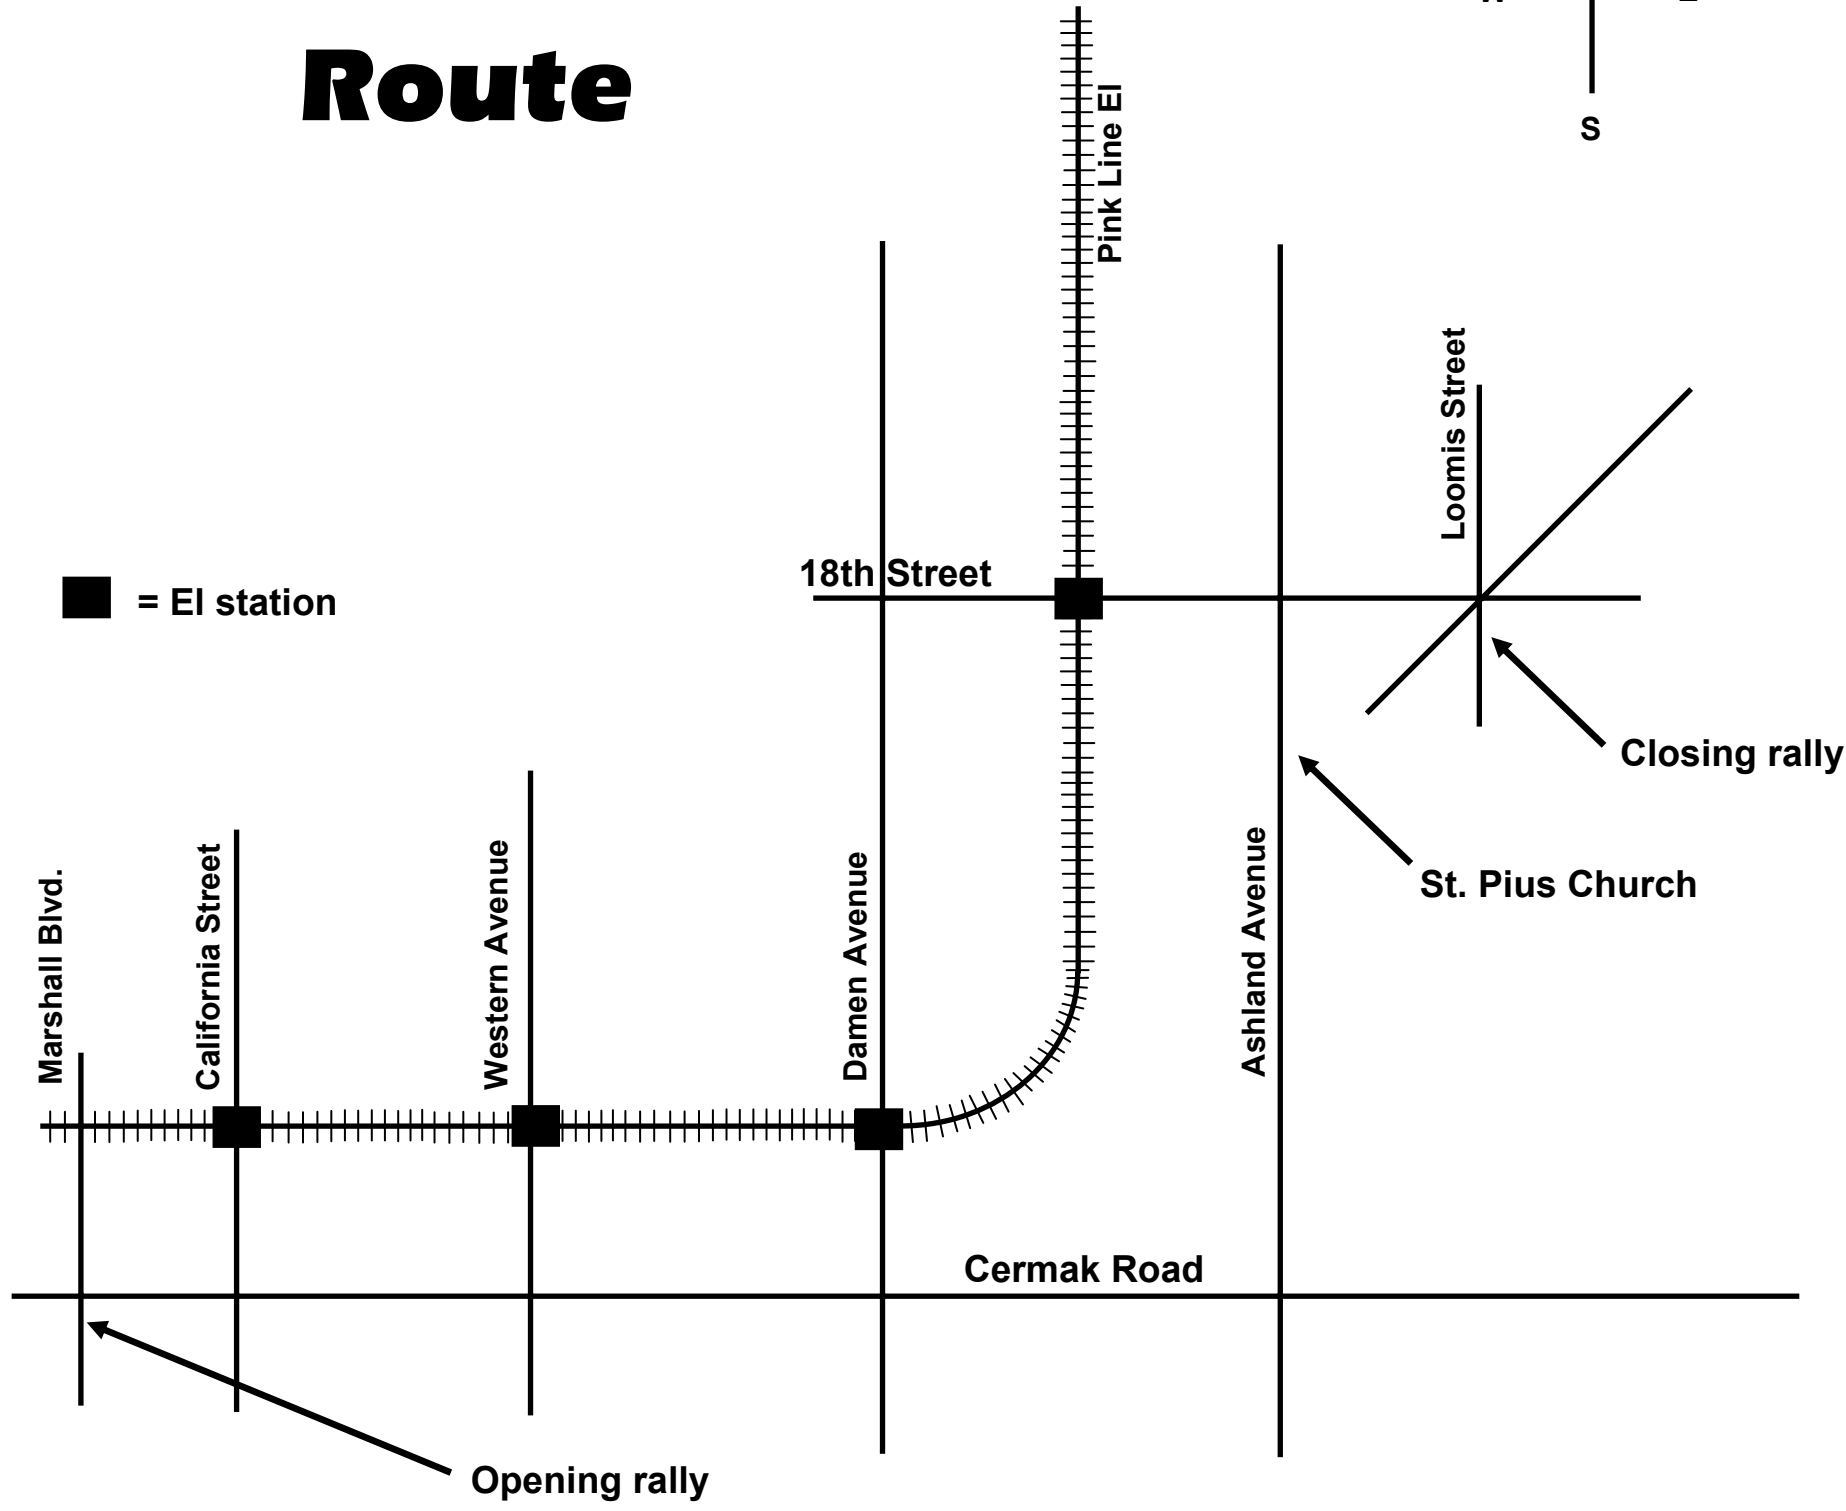 Route
S
Pink Line El
Loomis Street
18th Street
= El station
Closing rally
St. Pius Church
Marshall Blvd.
California Street
Western Avenue
Damen Avenue
Ashland Avenue
Cermak Road
Opening rally